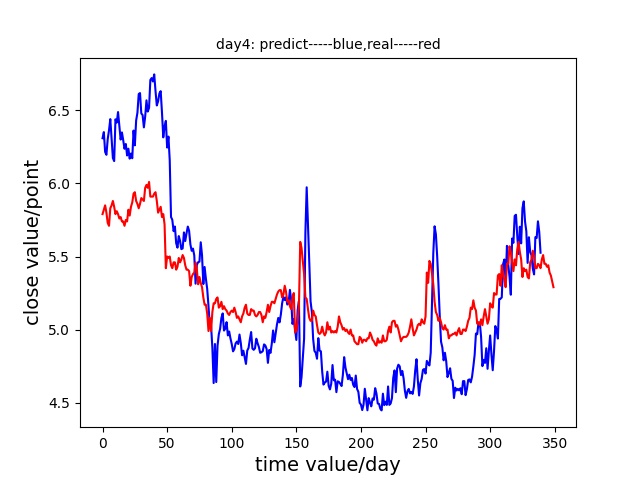 day4: predict-----blue,real-----red
close value/point
6.5
6.0
5.5
5.0
4.5
0 50 100 150 200 250 300 350
time value/day